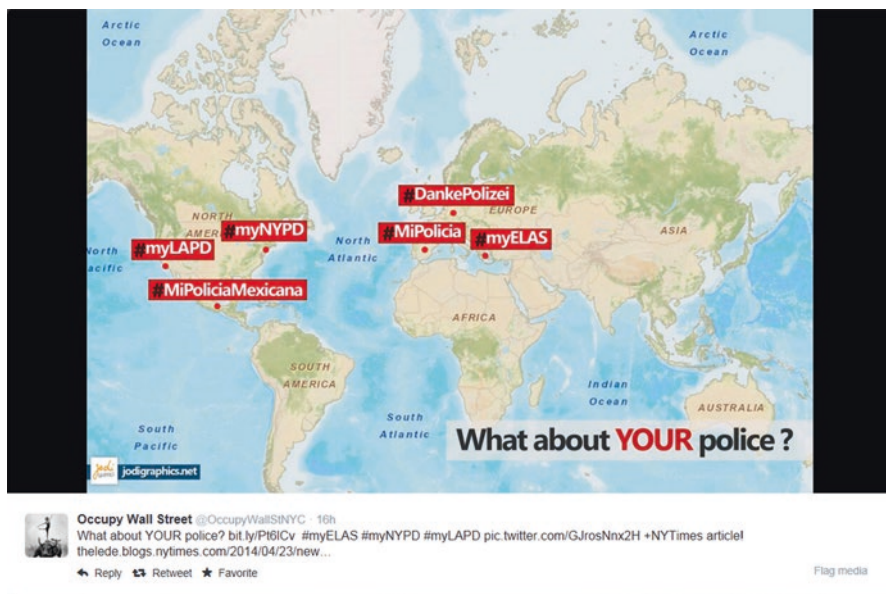 Arctic
Ocean
Arctic
Ocean
#DankePolizei
NORTH
AMERI
#myNYPD
EUROPE
#MiPolicia
#myELAS
ASIA
#myLAPD
North
acific
North
Atlantic
#MiPoliciaMexicana
AFRICA
SOUTH
AMERICA
Indian
Ocean
AUSTRALIA
South
Pacific
South
Atlantic
What about YOUR police ?
jodi
jodigraphics.net
Occupy Wall Street @OccupyWallStNYC · 16h
What about YOUR police? bit.ly/Pt6lCv #myELAS #myNYPD #myLAPD pic.twitter.com/GJrosNnx2H +NYTimes article!
thelede.blogs.nytimes.com/2014/04/23/new...
Reply Retweet Favorite
Flag media